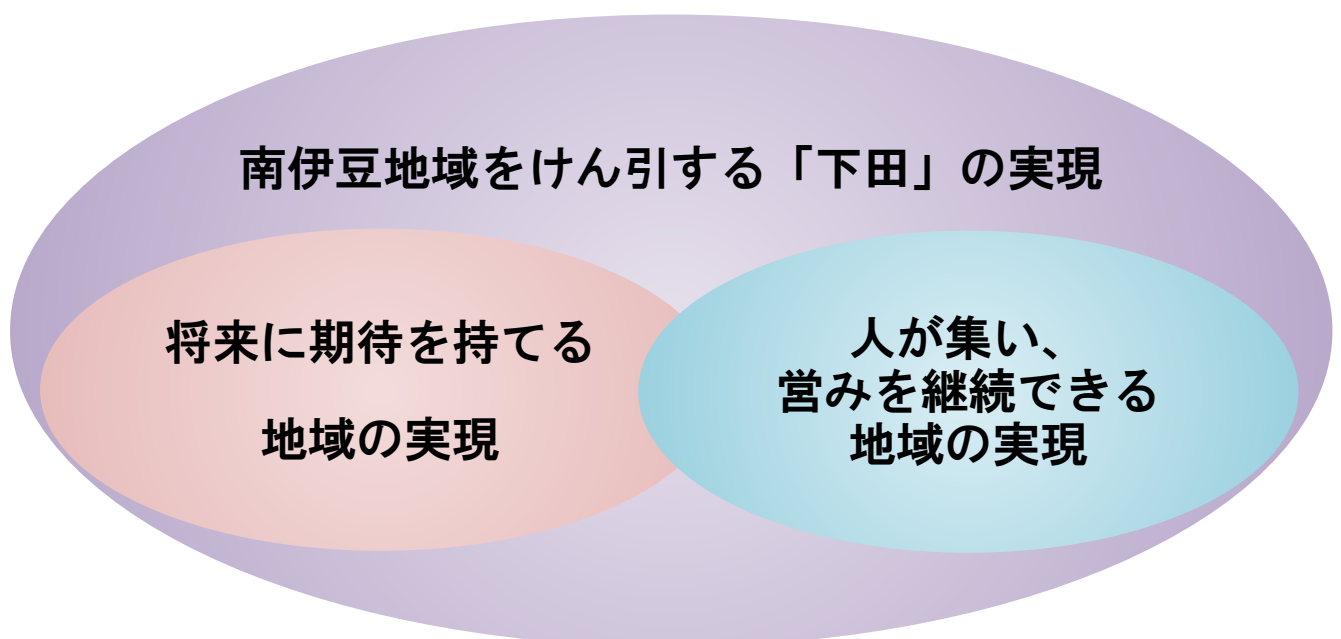 南伊豆地域をけん引する「下田」の実現
将来に期待を持てる
地域の実現
人が集い、
営みを継続できる
地域の実現